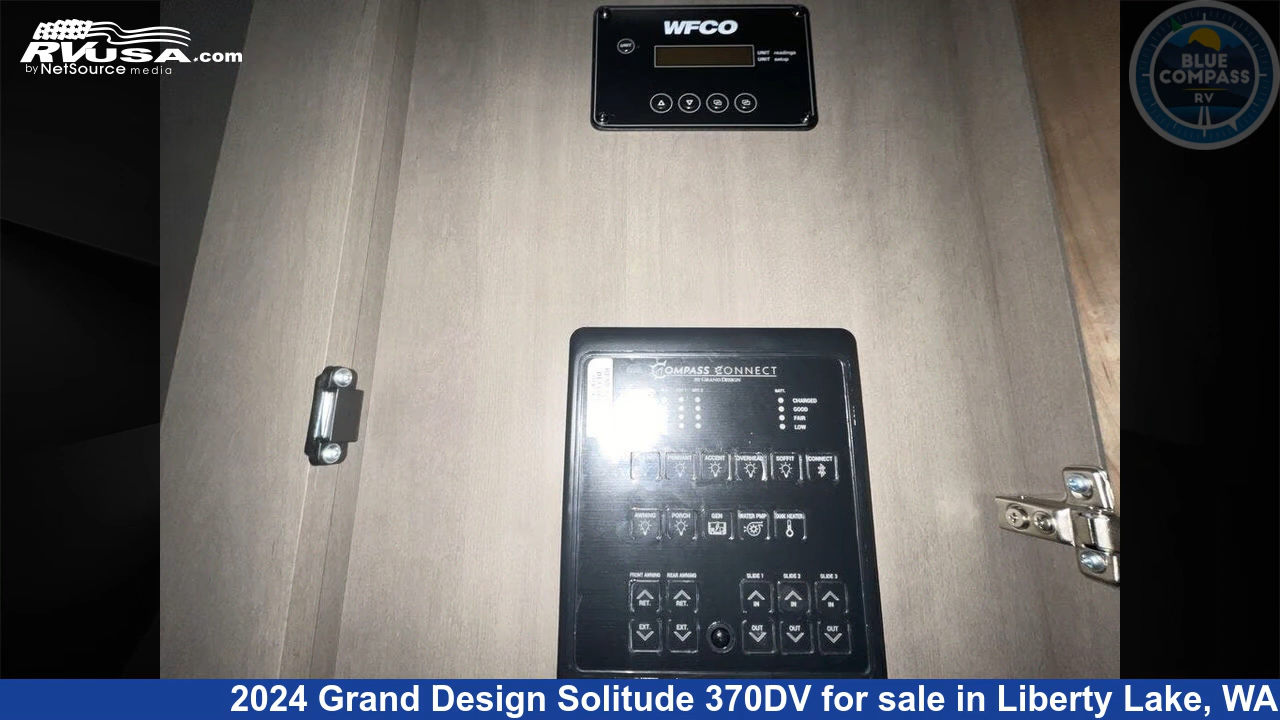 RVUSA.com
by NetSource media
WFCO
UNIT
UNIT readings
UNIT setup
BLUE
COMPASS
RV
COMPASS CONNECT
BY GRAND DESIGN
BATT.
CHARGED
GOOD
FAIR
LOW
PENDANT ACCENT OVERHEAD SOFFIT CONNECT
AWNING PORCH GEN WATER PMP TANK HEATER
FRONT AWNING REAR AWNING SLIDE 1 SLIDE 2 SLIDE 3
RET. RET. IN IN IN
EXT. EXT. OUT OUT OUT
2024 Grand Design Solitude 370DV for sale in Liberty Lake, WA